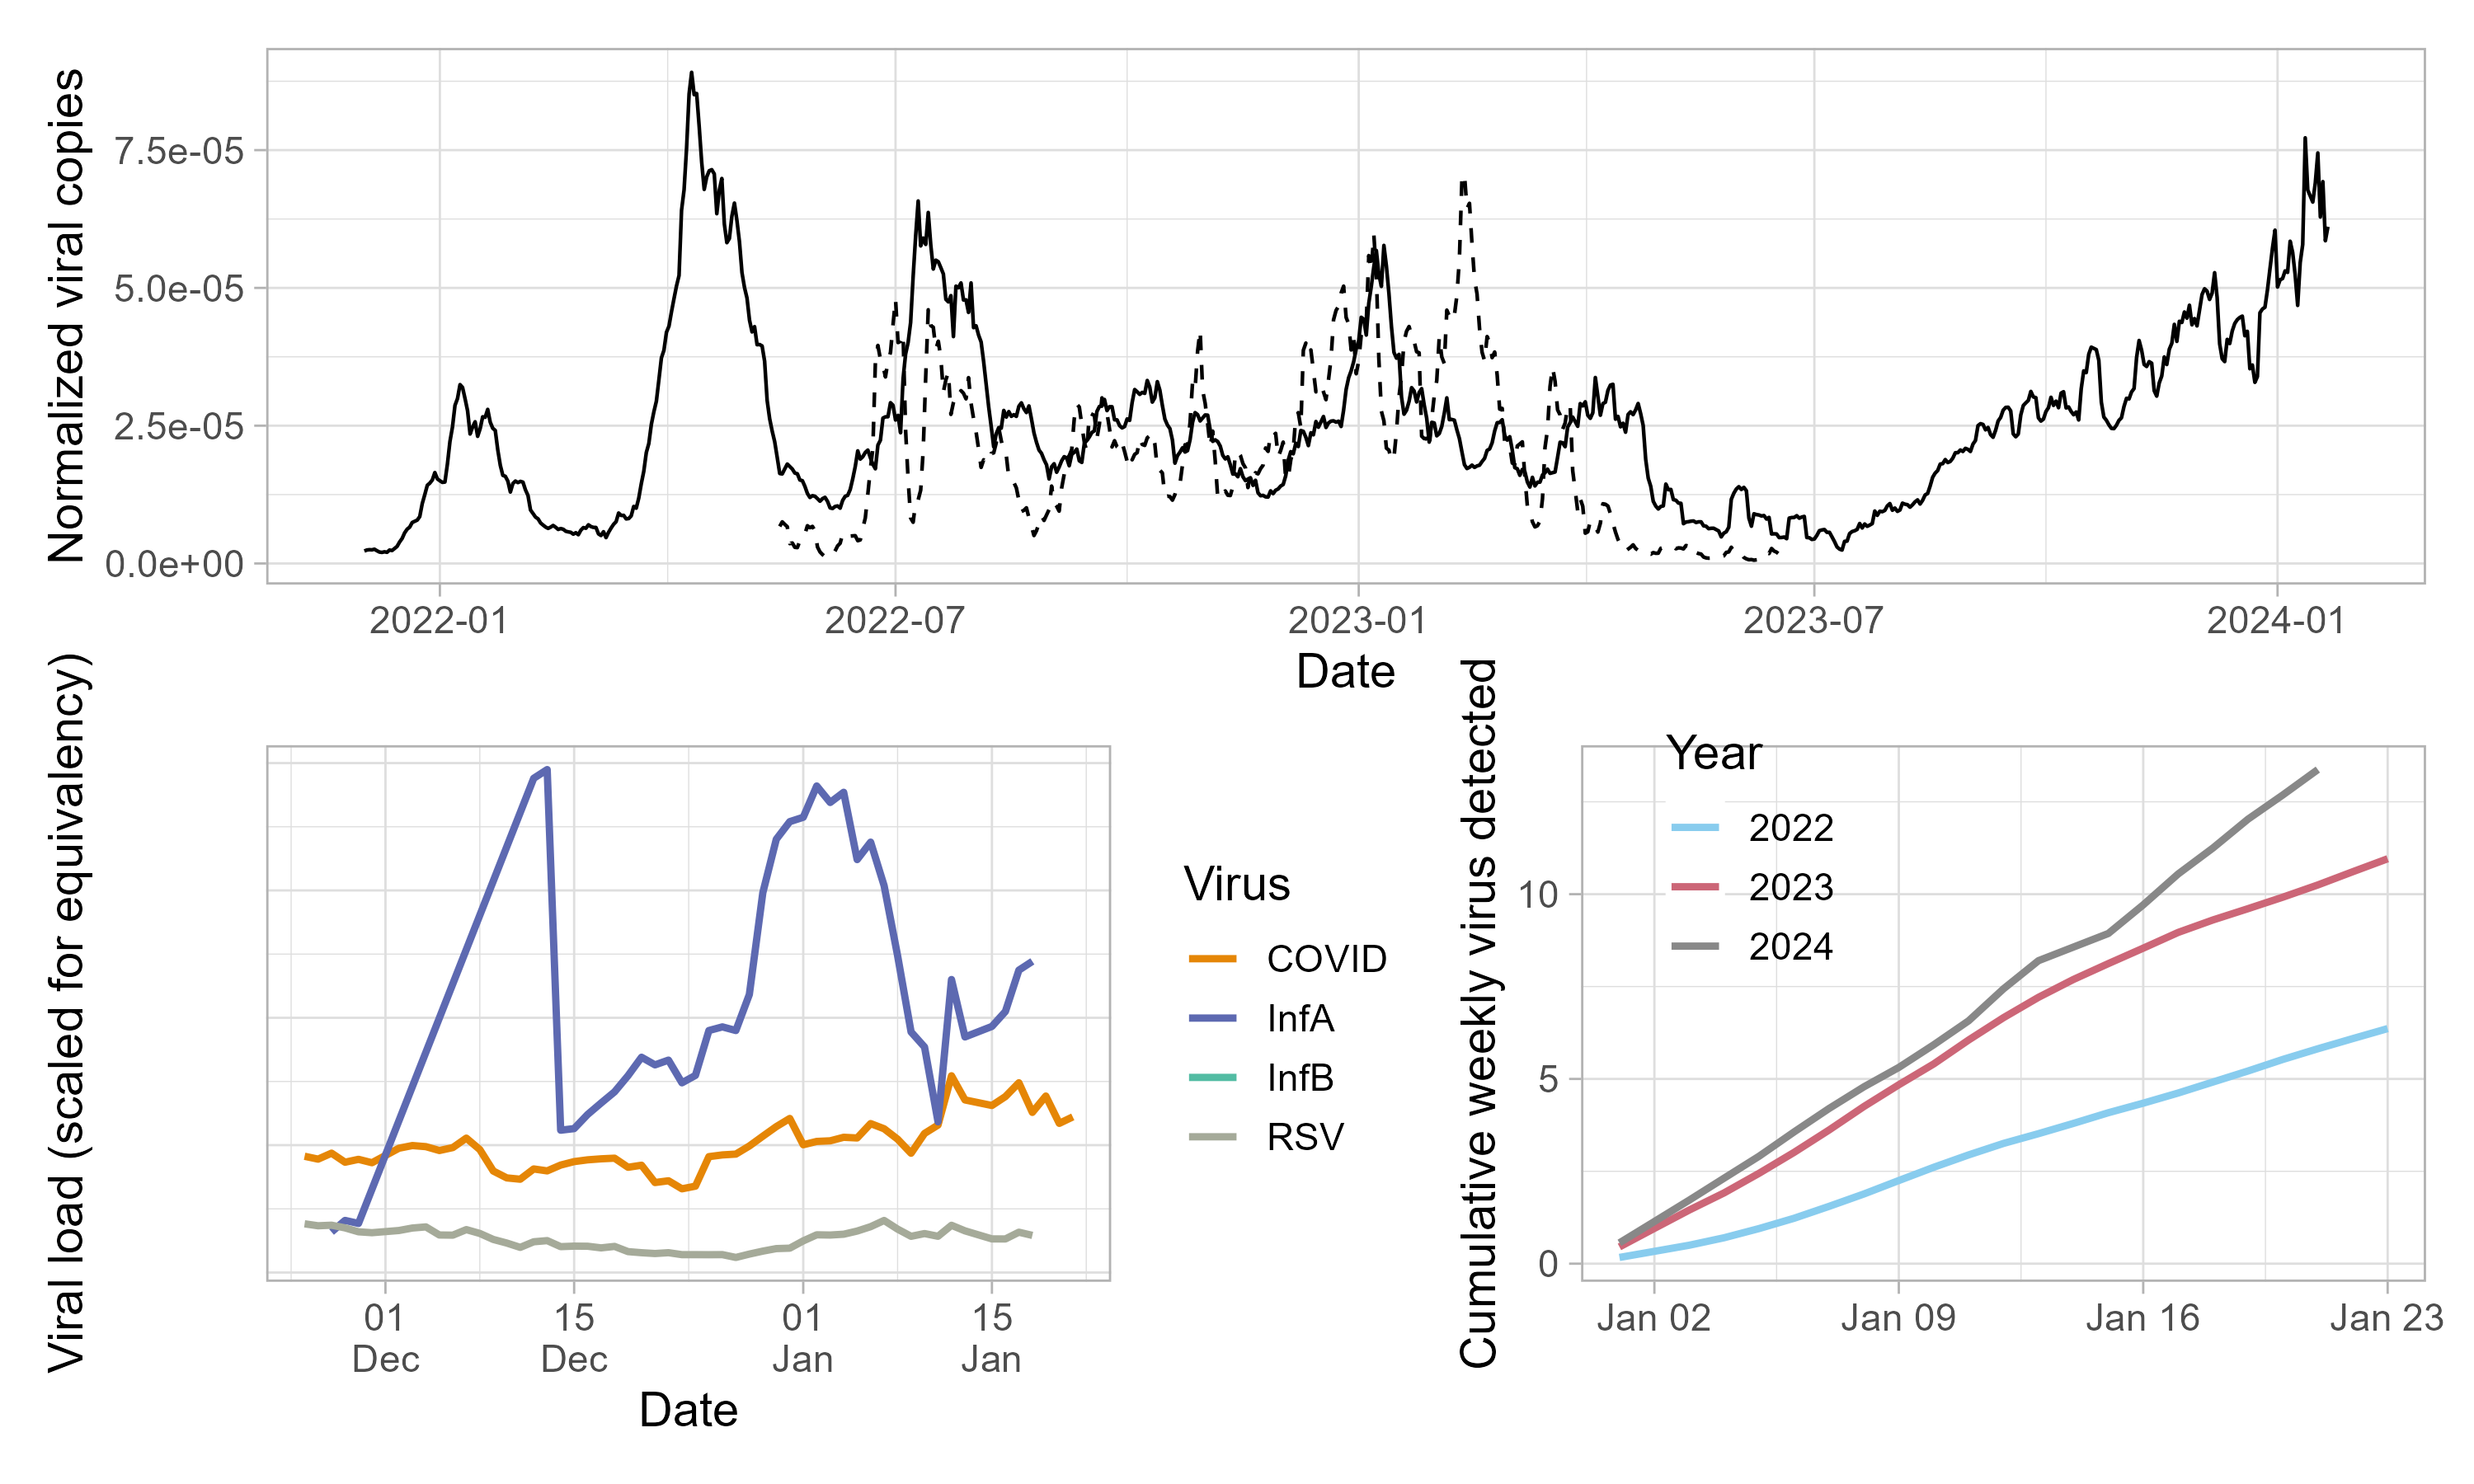 Normalized viral copies
7.5e-05
5.0e-05
2.5e-05
0.0e+00
2022-01
2022-07
2023-01
2023-07
2024-01
Date
Viral load (scaled for equivalency)
01
Dec
15
Dec
01
Jan
15
Jan
Date
Virus
COVID
InfA
InfB
RSV
Cumulative weekly virus detected
10
5
0
Year
2022
2023
2024
Jan 02
Jan 09
Jan 16
Jan 23